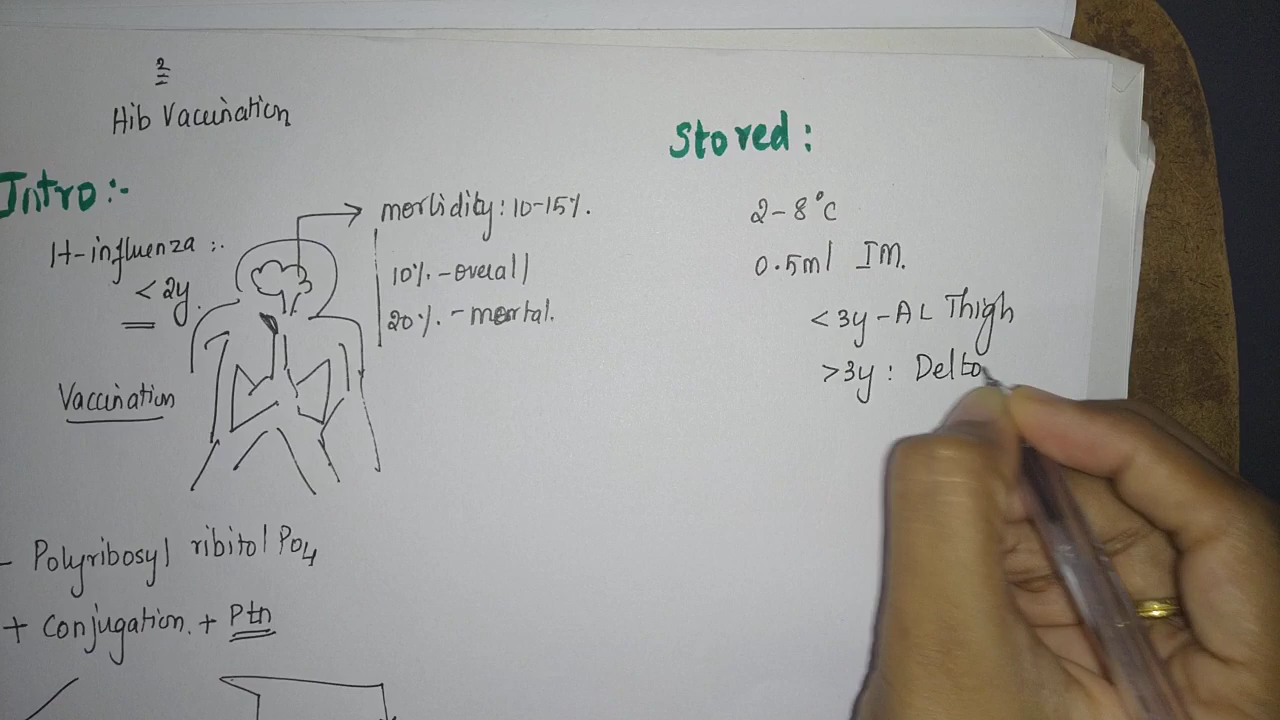 2
Hib Vaccination
Intro :-
H-influenza :.
< 2y.
Vaccination
morbidity : 10-15%.
10% - overall
20% - mortal.
- Polyribosyl ribitol PO4
+ Conjugation. + Ptn
Stored :
2-8°C
0.5ml IM.
< 3y - AL Thigh
> 3y : Delto